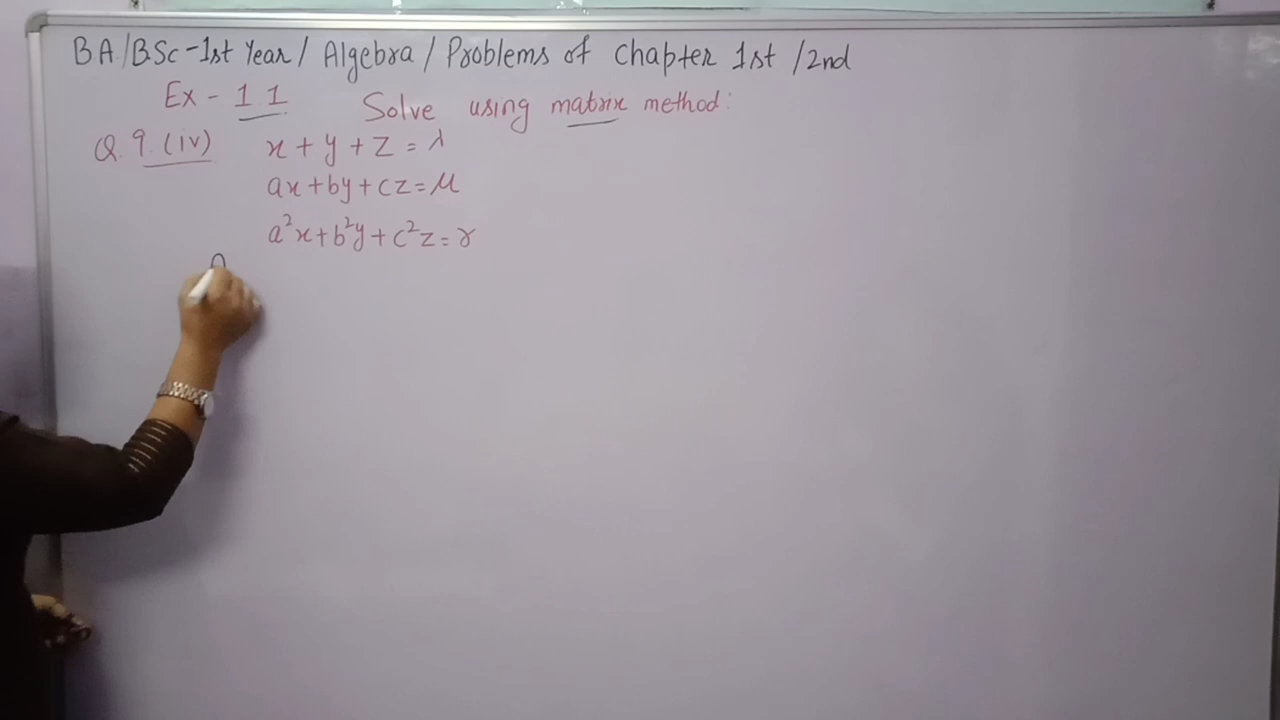 BA/BSc-1st Year/ Algebra/ Problems of Chapter 1st /2nd
Ex - 1.1 Solve using matrix method:
Q. 9. (iv) x + y + z = λ
ax+by+cz=μ
a²x+b²y+c²z=γ